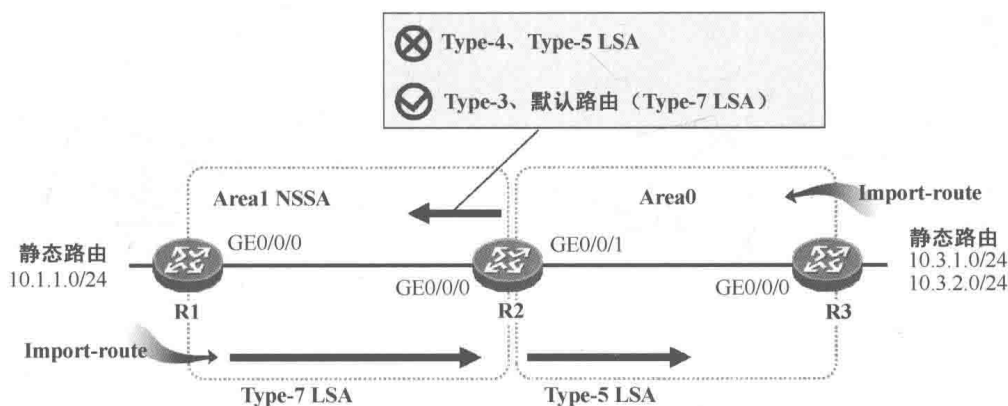 Type-4、Type-5 LSA
Type-3、默认路由（Type-7 LSA）
Area1 NSSA
Area0
Import-route
GE0/0/0
GE0/0/1
静态路由
10.1.1.0/24
静态路由
10.3.1.0/24
10.3.2.0/24
GE0/0/0
GE0/0/0
R1
R2
R3
Import-route
Type-7 LSA
Type-5 LSA